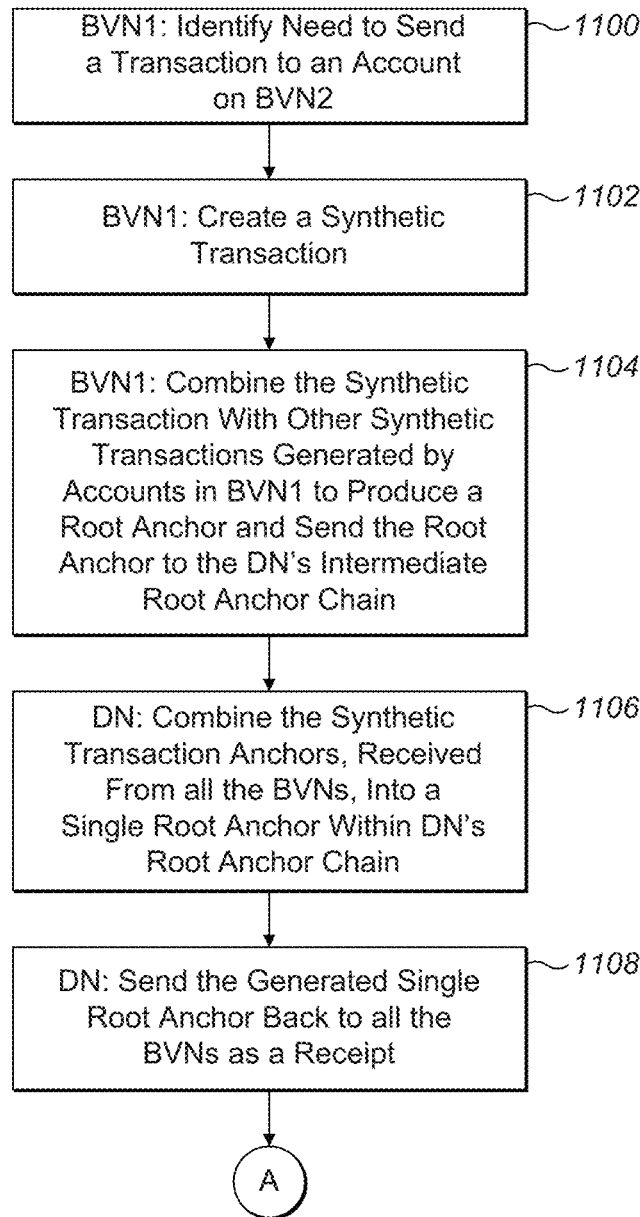 BVN1: Identify Need to Send
a Transaction to an Account
on BVN2
1100
BVN1: Create a Synthetic
Transaction
1102
BVN1: Combine the Synthetic
Transaction With Other Synthetic
Transactions Generated by
Accounts in BVN1 to Produce a
Root Anchor and Send the Root
Anchor to the DN's Intermediate
Root Anchor Chain
1104
DN: Combine the Synthetic
Transaction Anchors, Received
From all the BVNs, Into a
Single Root Anchor Within DN's
Root Anchor Chain
1106
DN: Send the Generated Single
Root Anchor Back to all the
BVNs as a Receipt
1108
A